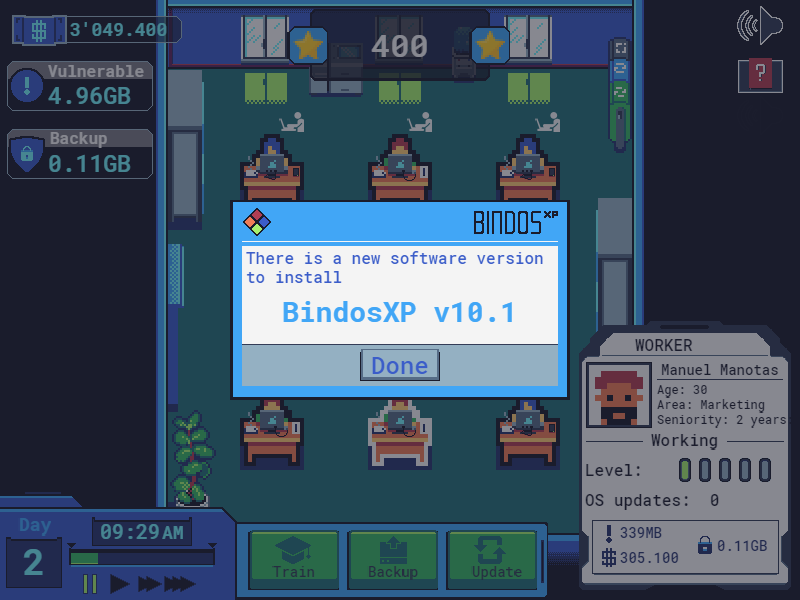 3'049.400
400
Vulnerable
4.96GB
Backup
0.11GB
BINDOS XP
There is a new software version
to install
BindosXP v10.1
Done
WORKER
Manuel Manotas
Age: 30
Area: Marketing
Seniority: 2 years
Working
Level:
OS updates: 0
339MB
305.100
0.11GB
Day
2
09:29AM
Train
Backup
Update